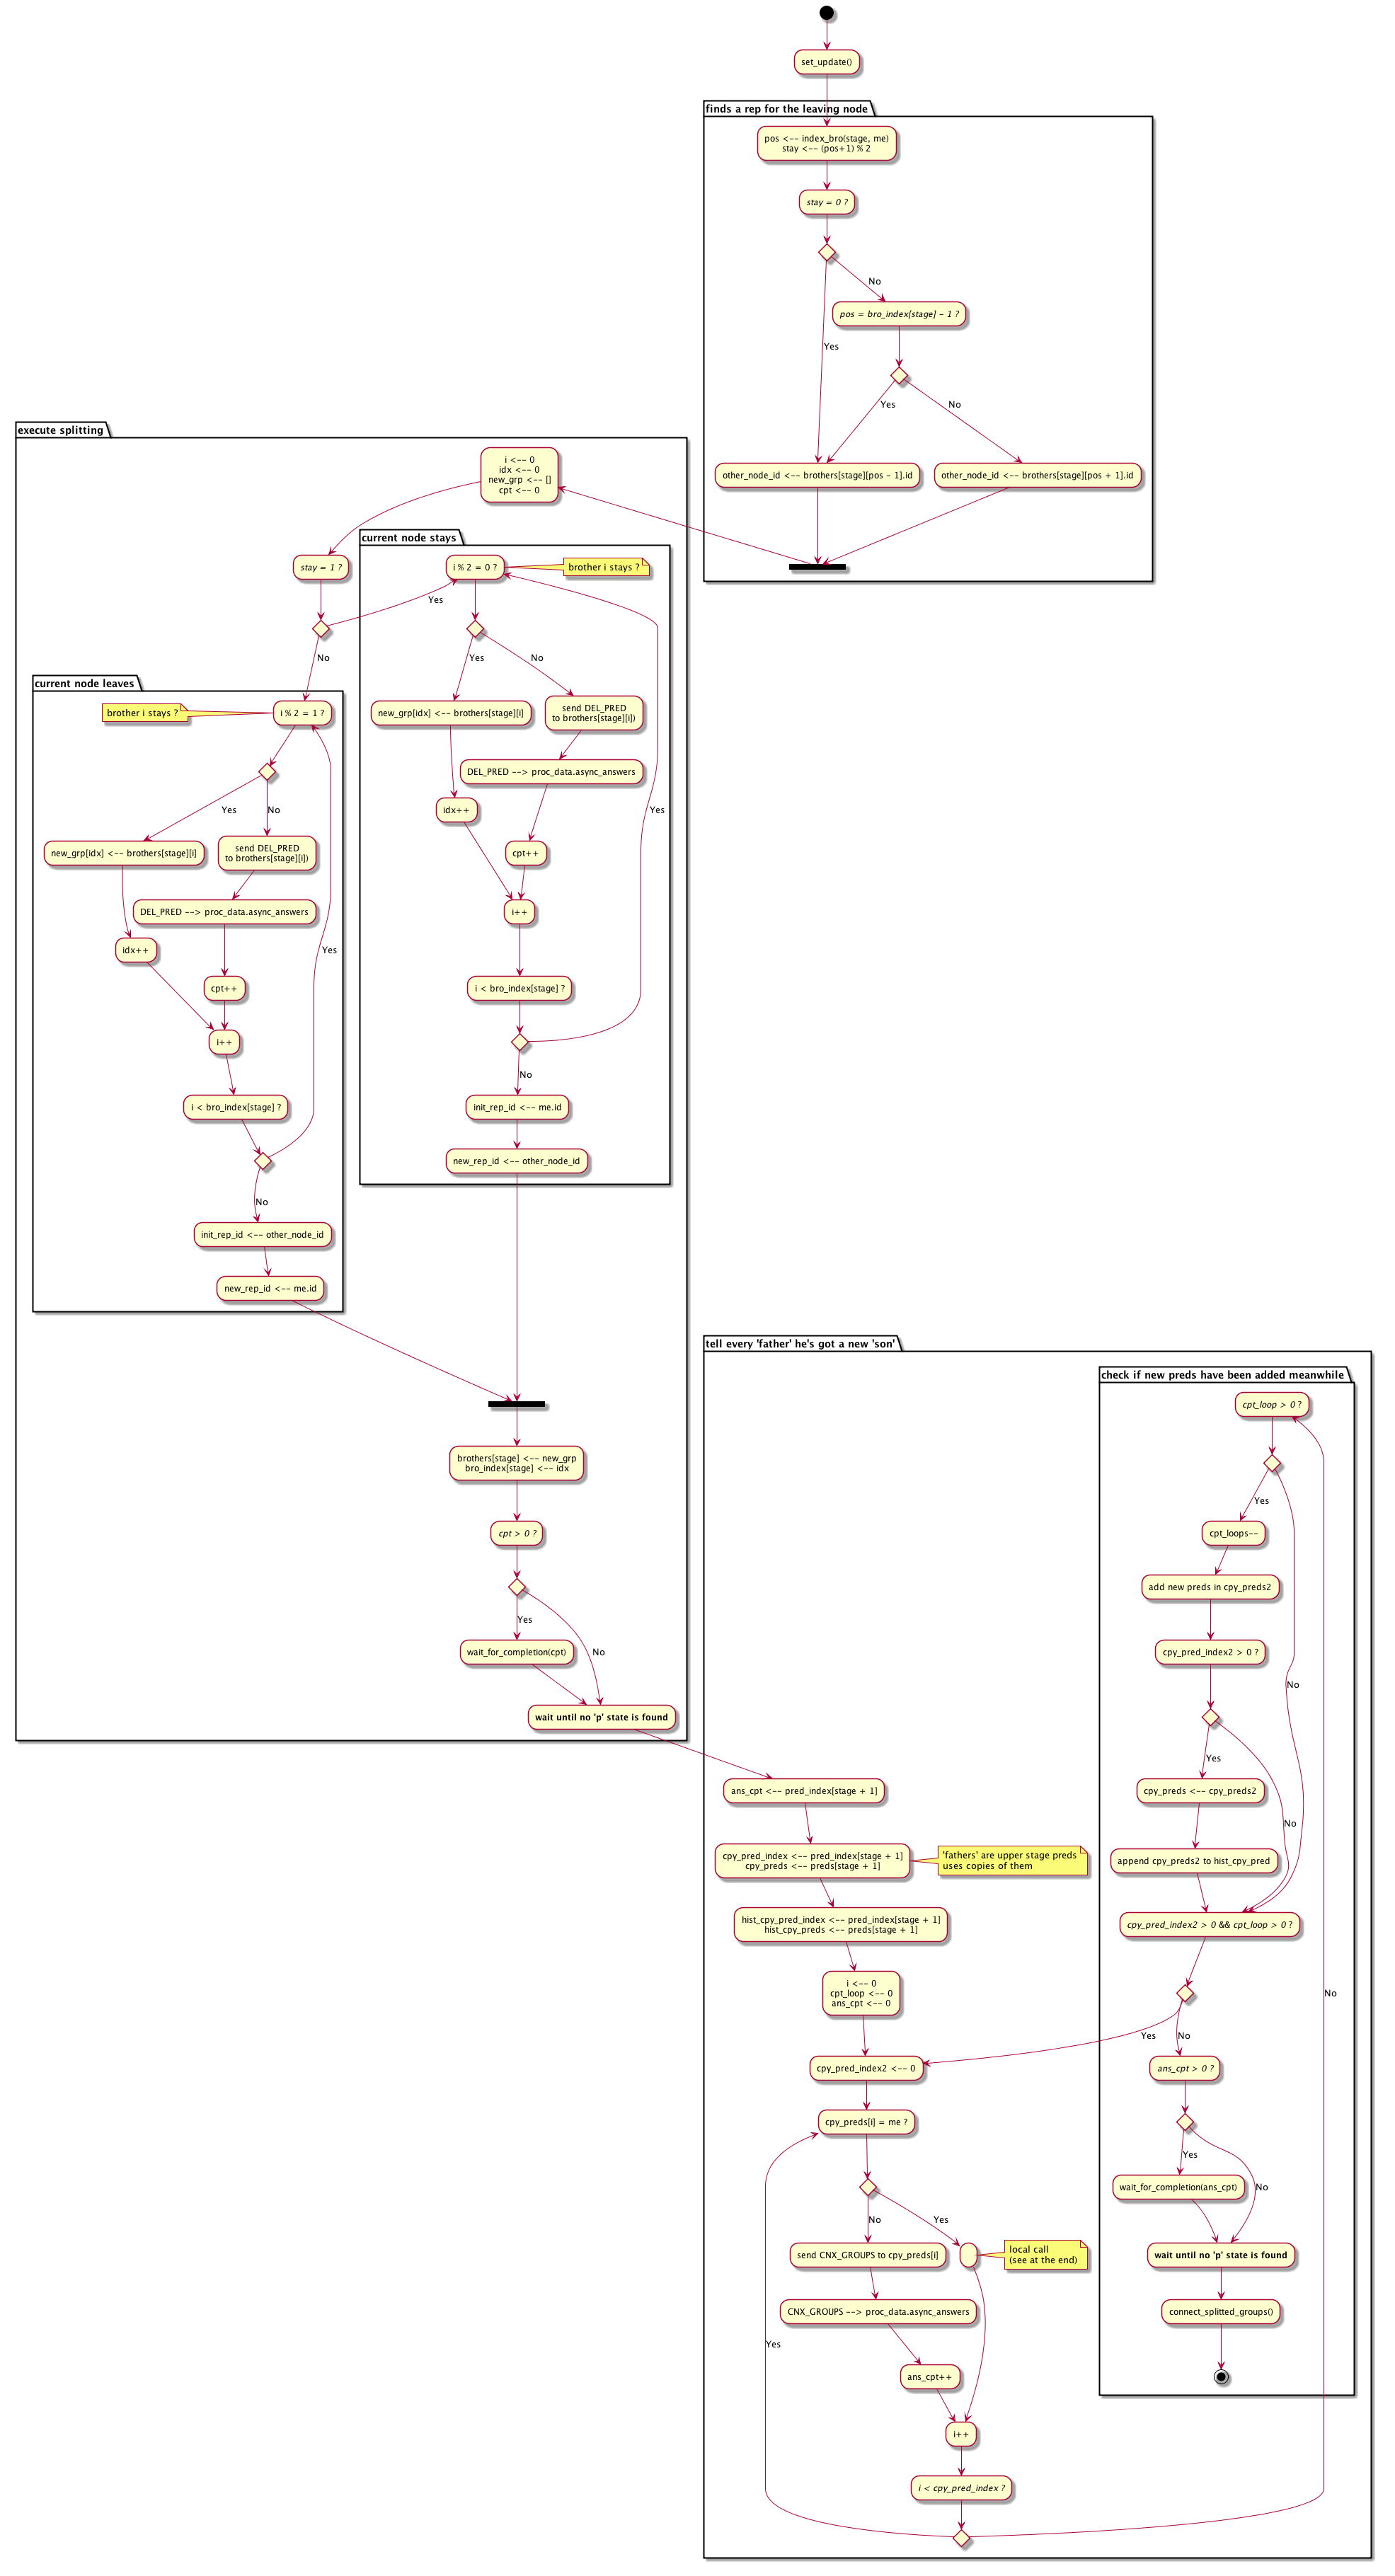 set_update()
finds a rep for the leaving node
pos <-- index_bro(stage, me)
stay <-- (pos+1) % 2
stay = 0 ?
No
pos = bro_index[stage] - 1 ?
Yes
Yes
No
other_node_id <-- brothers[stage][pos - 1].id
other_node_id <-- brothers[stage][pos + 1].id
execute splitting
i <-- 0
idx <-- 0
new_grp <-- []
cpt <-- 0
stay = 1 ?
Yes
No
current node stays
i % 2 = 0 ?
brother i stays ?
Yes
No
new_grp[idx] <-- brothers[stage][i]
send DEL_PRED
to brothers[stage][i])
DEL_PRED --> proc_data.async_answers
idx++
cpt++
i++
Yes
i < bro_index[stage] ?
No
init_rep_id <-- me.id
new_rep_id <-- other_node_id
current node leaves
brother i stays ?
i % 2 = 1 ?
Yes
No
new_grp[idx] <-- brothers[stage][i]
send DEL_PRED
to brothers[stage][i])
DEL_PRED --> proc_data.async_answers
idx++
Yes
cpt++
i++
i < bro_index[stage] ?
No
init_rep_id <-- other_node_id
new_rep_id <-- me.id
brothers[stage] <-- new_grp
bro_index[stage] <-- idx
cpt > 0 ?
Yes
No
wait_for_completion(cpt)
wait until no 'p' state is found
tell every 'father' he's got a new 'son'
ans_cpt <-- pred_index[stage + 1]
cpy_pred_index <-- pred_index[stage + 1]
cpy_preds <-- preds[stage + 1]
'fathers' are upper stage preds
uses copies of them
hist_cpy_pred_index <-- pred_index[stage + 1]
hist_cpy_preds <-- preds[stage + 1]
i <-- 0
cpt_loop <-- 0
ans_cpt <-- 0
cpy_pred_index2 <-- 0
cpy_preds[i] = me ?
No
Yes
send CNX_GROUPS to cpy_preds[i]
local call
(see at the end)
CNX_GROUPS --> proc_data.async_answers
Yes
ans_cpt++
i++
i < cpy_pred_index ?
check if new preds have been added meanwhile
cpt_loop > 0 ?
Yes
cpt_loops--
add new preds in cpy_preds2
cpy_pred_index2 > 0 ?
No
Yes
cpy_preds <-- cpy_preds2
No
append cpy_preds2 to hist_cpy_pred
cpy_pred_index2 > 0 && cpt_loop > 0 ?
No
Yes
No
ans_cpt > 0 ?
Yes
No
wait_for_completion(ans_cpt)
wait until no 'p' state is found
connect_splitted_groups()